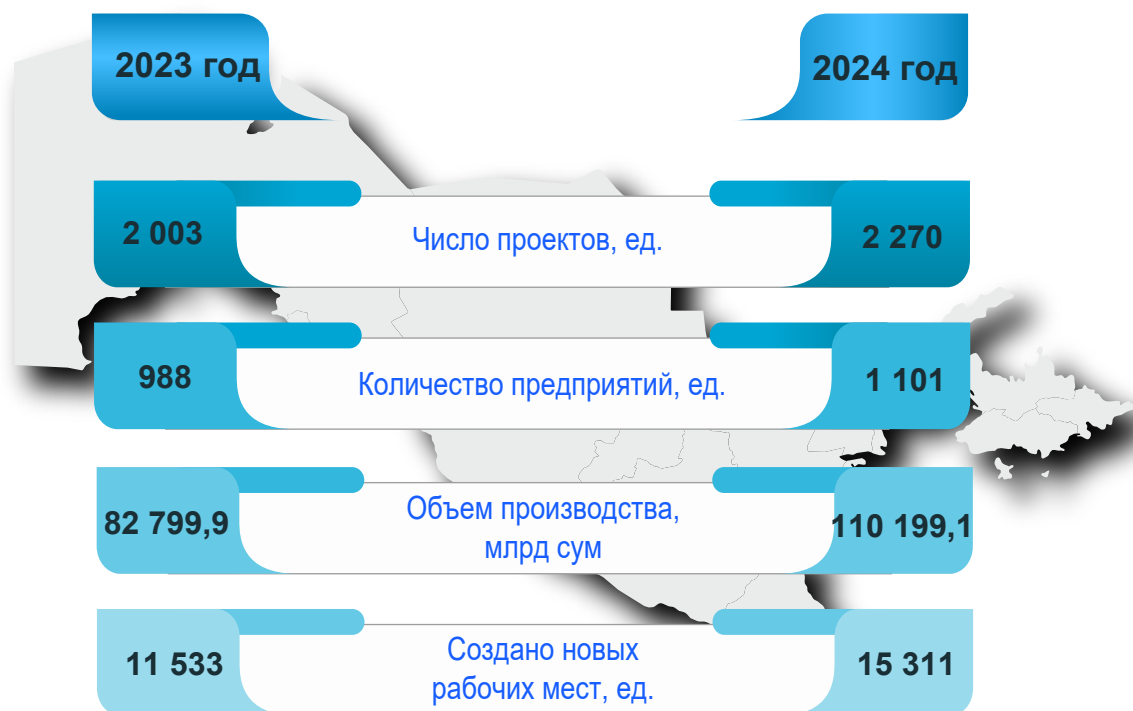 2023 год
2024 год
2 003
Число проектов, ед.
2 270
988
Количество предприятий, ед.
1 101
82 799,9
Объем производства,
млрд сум
110 199,1
11 533
Создано новых
рабочих мест, ед.
15 311